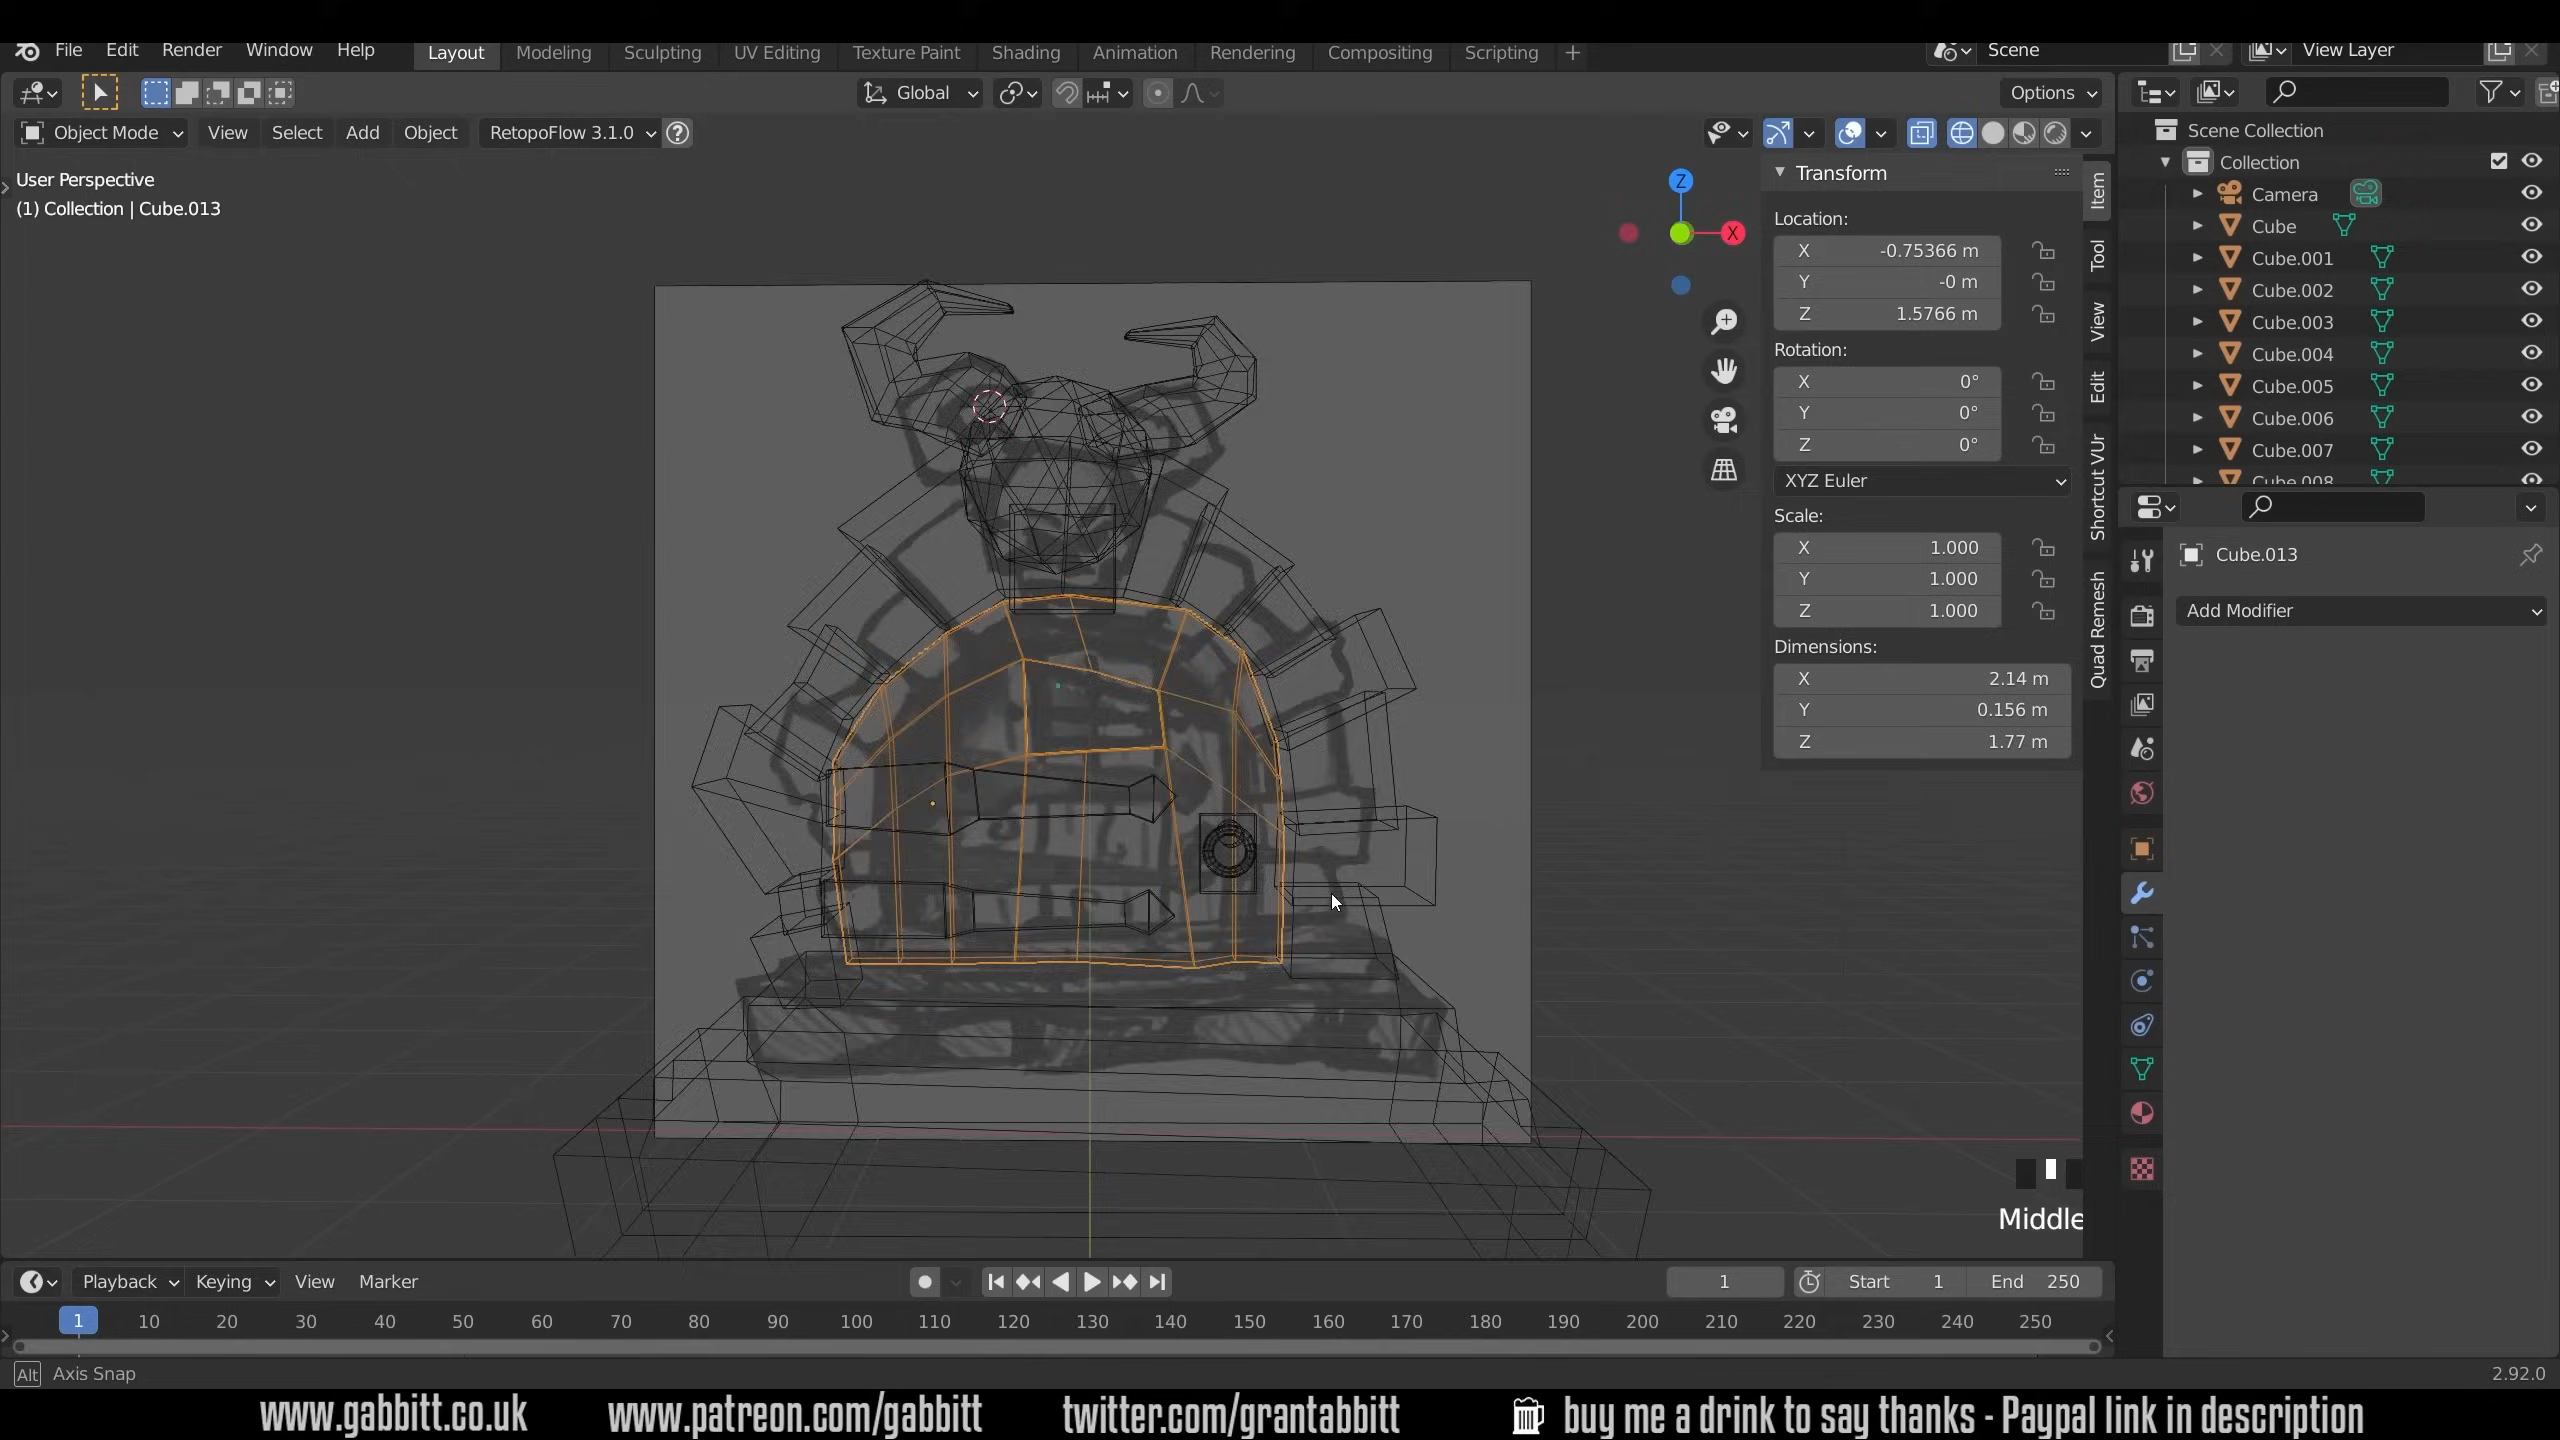 File Edit Render Window Help Layout Modeling Sculpting UV Editing Texture Paint Shading Animation Rendering Compositing Scripting + Scene View Layer
Global Options
Object Mode View Select Add Object RetopoFlow 3.1.0
User Perspective
(1) Collection | Cube.013
Z
X
Transform
Location:
X -0.75366 m
Y -0 m
Z 1.5766 m
Rotation:
X 0°
Y 0°
Z 0°
XYZ Euler
Scale:
X 1.000
Y 1.000
Z 1.000
Dimensions:
X 2.14 m
Y 0.156 m
Z 1.77 m
Item
Tool
View
Edit
Shortcut VUr
Quad Remesh
Scene Collection
Collection
Camera
Cube
Cube.001
Cube.002
Cube.003
Cube.004
Cube.005
Cube.006
Cube.007
Cube.008
Cube.013
Add Modifier
Middle
Playback Keying View Marker 1 Start 1 End 250
1 10 20 30 40 50 60 70 80 90 100 110 120 130 140 150 160 170 180 190 200 210 220 230 240 250
Alt Axis Snap 2.92.0
www.gabbitt.co.uk www.patreon.com/gabbitt twitter.com/grantabbitt buy me a drink to say thanks - Paypal link in description